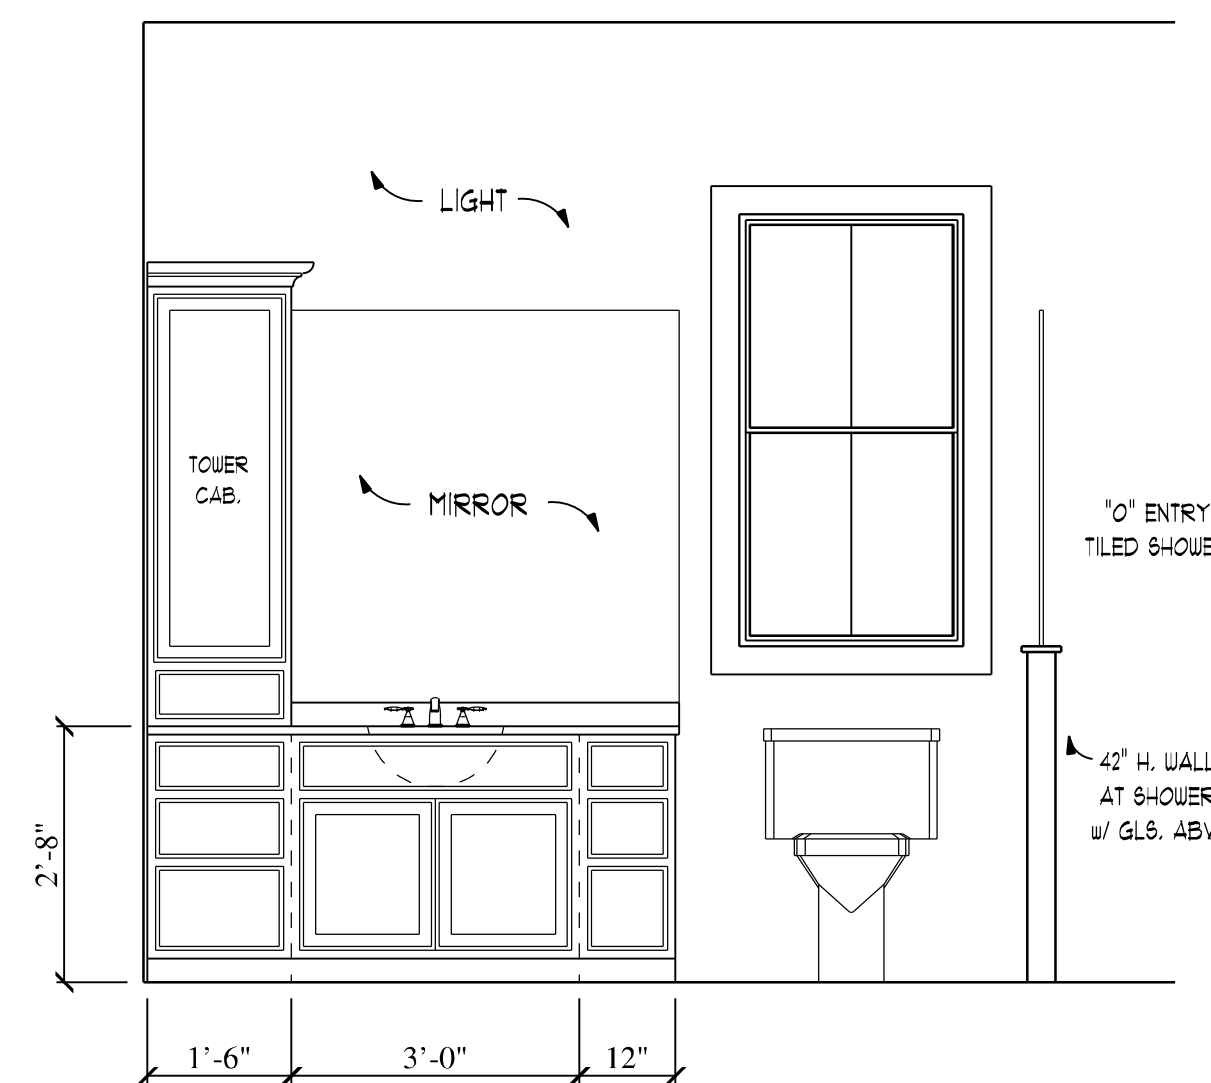 LIGHT
TOWER
CAB.
MIRROR
"O" ENTRY
TILED SHOWE
42" H. WALL
AT SHOWER
w/ GLS. ABV
2'-8"
1'-6"
3'-0"
12"